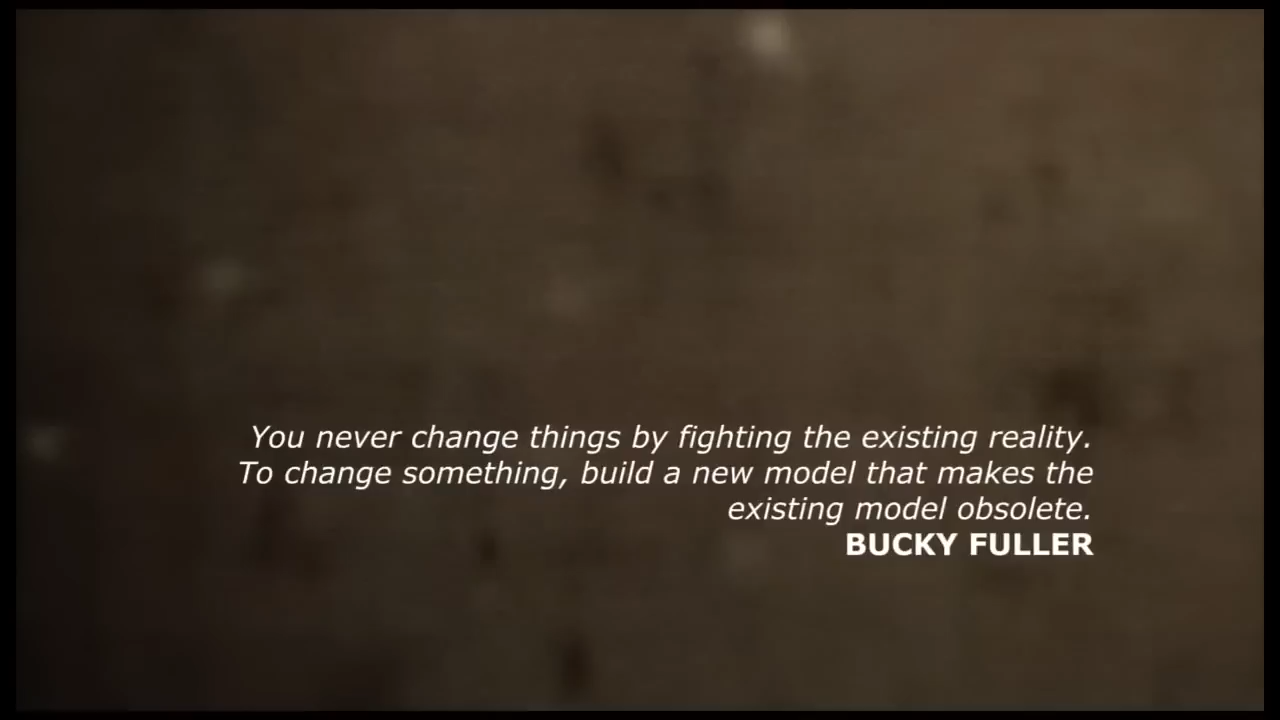 You never change things by fighting the existing reality.
To change something, build a new model that makes the
existing model obsolete.
BUCKY FULLER